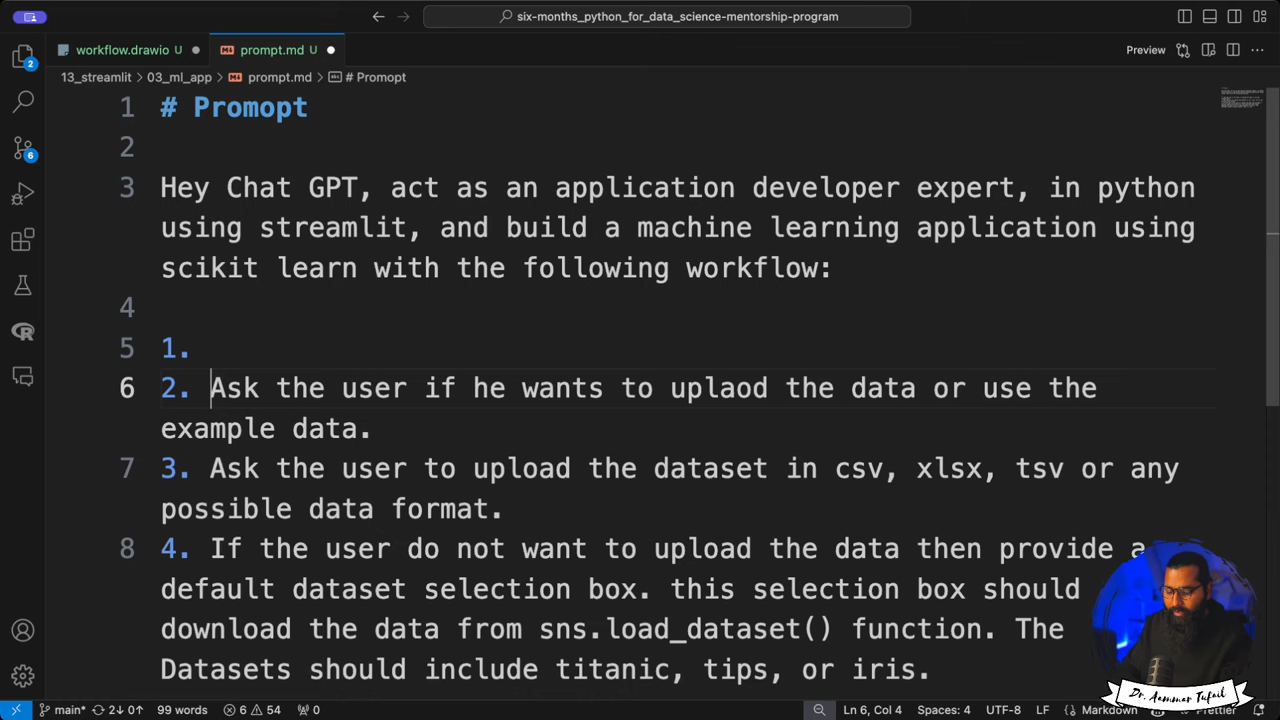 six-months_python_for_data_science-mentorship-program
workflow.drawio U
prompt.md U
Preview
13_streamlit > 03_ml_app > prompt.md > # Promopt
1 # Promopt
2
3 Hey Chat GPT, act as an application developer expert, in python
using streamlit, and build a machine learning application using
scikit learn with the following workflow:
4
5 1.
6 2. Ask the user if he wants to uplaod the data or use the
example data.
7 3. Ask the user to upload the dataset in csv, xlsx, tsv or any
possible data format.
8 4. If the user do not want to upload the data then provide a
default dataset selection box. this selection box should
download the data from sns.load_dataset() function. The
Datasets should include titanic, tips, or iris.
2
6
R
Dr. Aammar Tufail
main* 2↓ 0↑ 99 words 6 54 0 Ln 6, Col 4 Spaces: 4 UTF-8 LF Markdown Prettier